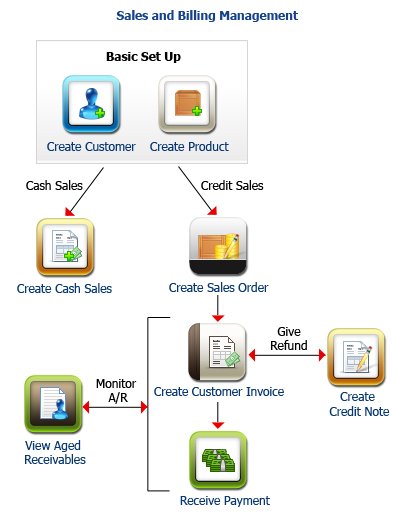 Sales and Billing Management
Basic Set Up
Create Customer
Create Product
Cash Sales
Credit Sales
Create Cash Sales
Create Sales Order
Give
Refund
Monitor
A/R
Create Customer Invoice
Create
Credit Note
View Aged
Receivables
Receive Payment